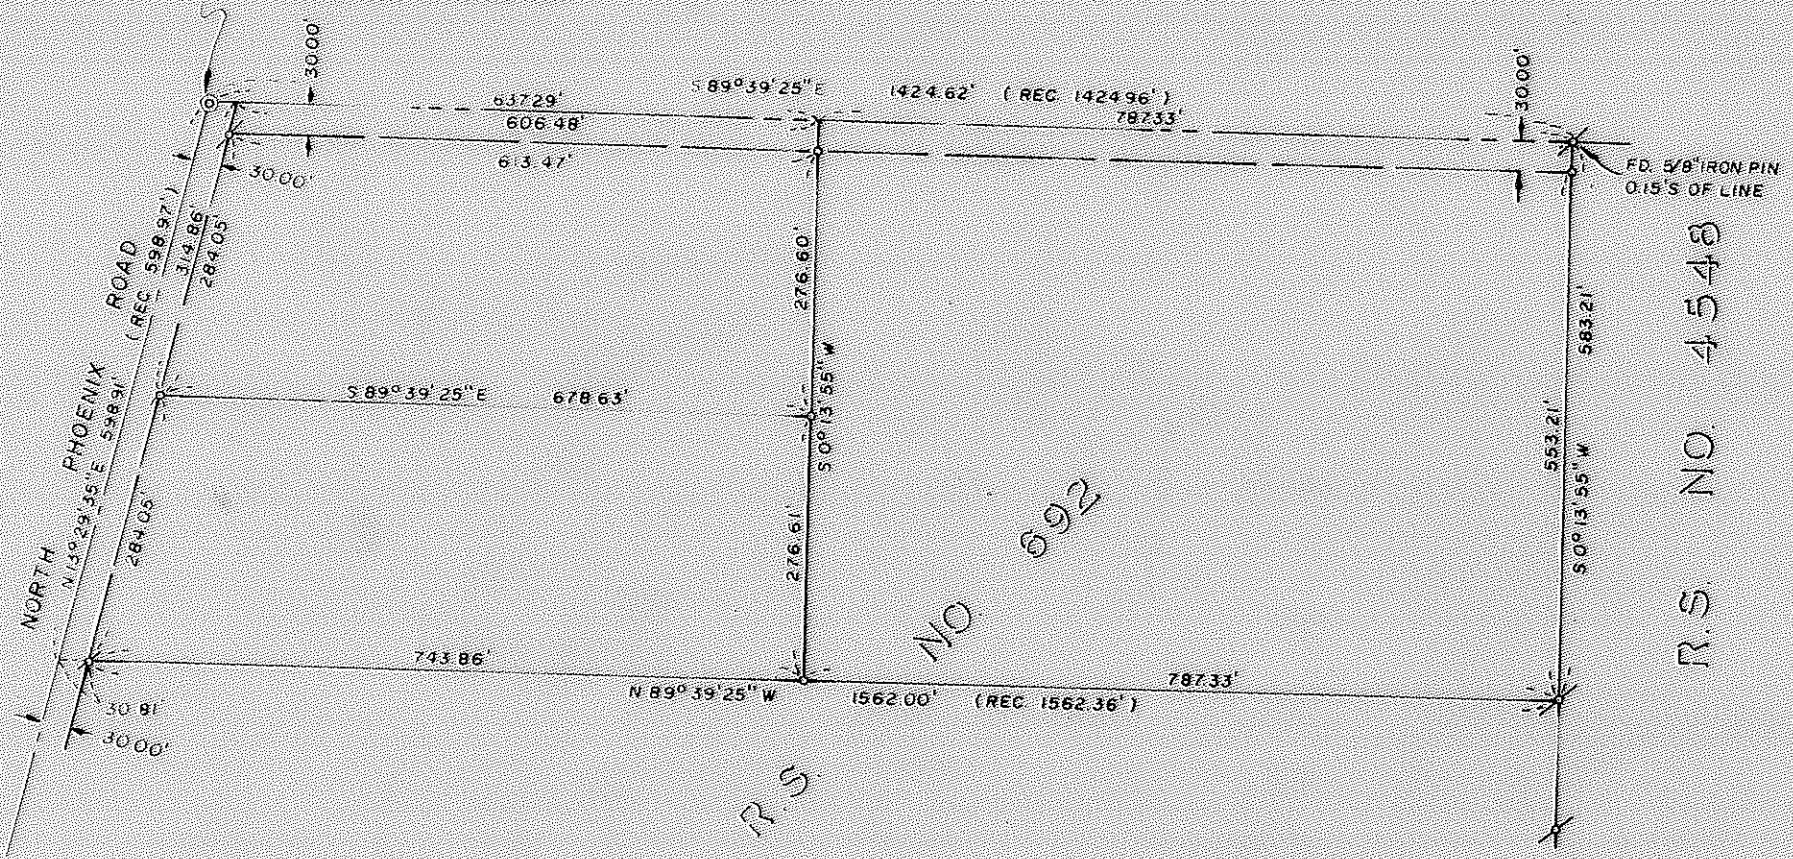 30.00'
S 89° 39' 25" E 1424.62' (REC. 1424.96')
30.00'
637.29'
787.33'
606.48'
613.47'
FD. 5/8" IRON PIN
0.15' S OF LINE
30.00'
NORTH PHOENIX ROAD
N 13° 29' 35" E 598.91' (REC. 598.97')
314.86'
284.05'
276.60'
583.21'
S 89° 39' 25" E 678.63'
S 0° 13' 55" W
553.21'
S 0° 13' 55" W
R.S. NO. 4548
284.05'
276.61'
R.S. NO 692
743.86'
787.33'
N 89° 39' 25" W 1562.00' (REC. 1562.36')
30.81
30.00'